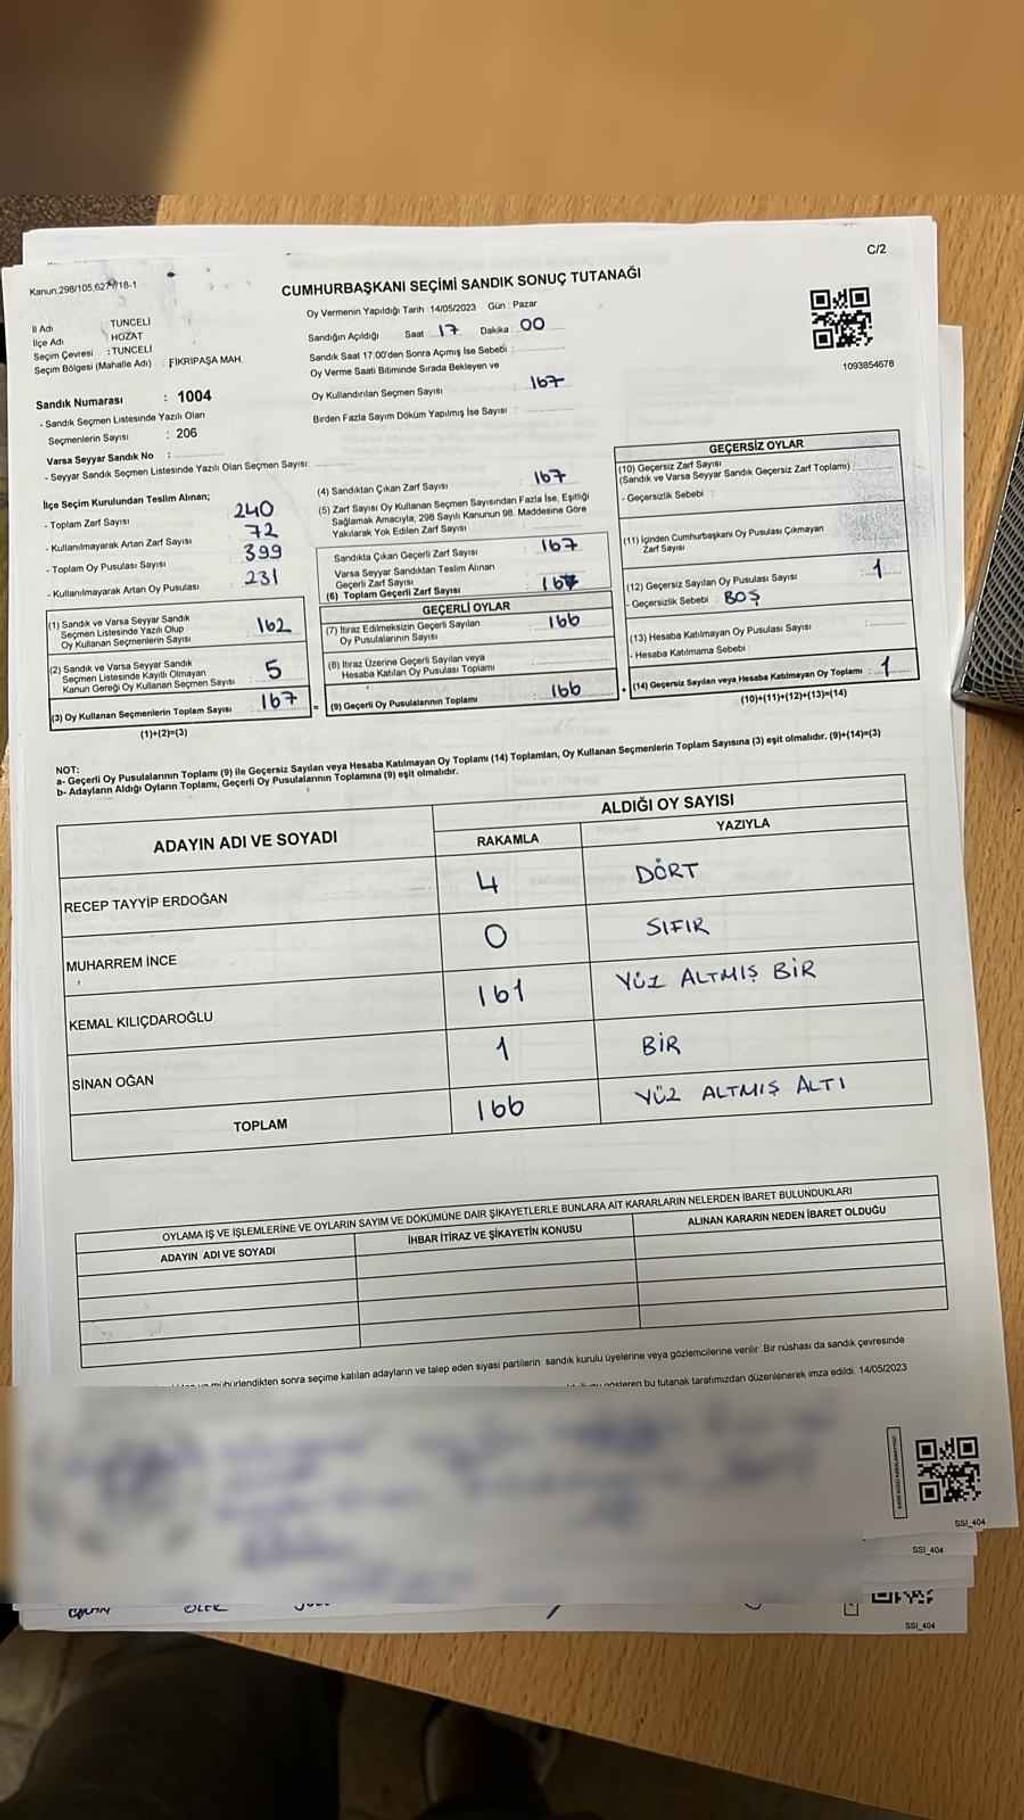 C/2
Kanun:298/105,627/I/18-1
CUMHURBAŞKANI SEÇİMİ SANDIK SONUÇ TUTANAĞI
Oy Vermenin Yapıldığı Tarih :14/05/2023 Gün : Pazar
İl Adı : TUNCELİ
İlçe Adı HOZAT
Seçim Çevresi : TUNCELİ
Seçim Bölgesi (Mahalle Adı) : FİKRİPAŞA MAH.
Sandığın Açıldığı Saat 17 Dakika 00
Sandık Saat 17:00'den Sonra Açımış İse Sebebi :
Oy Verme Saati Bitiminde Sırada Bekleyen ve
Oy Kullandırılan Seçmen Sayısı : 167
Birden Fazla Sayım Döküm Yapılmış İse Sayısı :
1093854678
Sandık Numarası : 1004
- Sandık Seçmen Listesinde Yazılı Olan
Seçmenlerin Sayısı : 206
Varsa Seyyar Sandık No :
- Seyyar Sandık Seçmen Listesinde Yazılı Olan Seçmen Sayısı:
İlçe Seçim Kurulundan Teslim Alınan;
- Toplam Zarf Sayısı 240
- Kullanılmayarak Artan Zarf Sayısı 72
- Toplam Oy Pusulası Sayısı 399
- Kullanılmayarak Artan Oy Pusulası 231
(1) Sandık ve Varsa Seyyar Sandık
Seçmen Listesinde Yazılı Olup
Oy Kullanan Seçmenlerin Sayısı 162
(2) Sandık ve Varsa Seyyar Sandık
Seçmen Listesinde Kayıtlı Olmayan
Kanun Gereği Oy Kullanan Seçmen Sayısı : 5
(3) Oy Kullanan Seçmenlerin Toplam Sayısı 167 =
(1)+(2)=(3)
(4) Sandıktan Çıkan Zarf Sayısı : 167
(5) Zarf Sayısı Oy Kullanan Seçmen Sayısından Fazla İse, Eşitliği
Sağlamak Amacıyla, 298 Sayılı Kanunun 98. Maddesine Göre
Yakılarak Yok Edilen Zarf Sayısı
Sandıkta Çıkan Geçerli Zarf Sayısı : 167
Varsa Seyyar Sandıktan Teslim Alınan
Geçerli Zarf Sayısı
(6) Toplam Geçerli Zarf Sayısı : 167
GEÇERLİ OYLAR
(7) İtiraz Edilmeksizin Geçerli Sayılan
Oy Pusulalarının Sayısı : 166
(8) İtiraz Üzerine Geçerli Sayılan veya
Hesaba Katılan Oy Pusulası Toplamı
(9) Geçerli Oy Pusulalarının Toplamı : 166 +
GEÇERSİZ OYLAR
(10) Geçersiz Zarf Sayısı
(Sandık ve Varsa Seyyar Sandık Geçersiz Zarf Toplamı) :
- Geçersizlik Sebebi :
(11) İçinden Cumhurbaşkanı Oy Pusulası Çıkmayan
Zarf Sayısı
(12) Geçersiz Sayılan Oy Pusulası Sayısı : 1
- Geçersizlik Sebebi : BOŞ
(13) Hesaba Katılmayan Oy Pusulası Sayısı :
- Hesaba Katılmama Sebebi
(14) Geçersiz Sayılan veya Hesaba Katılmayan Oy Toplamı : 1
(10)+(11)+(12)+(13)=(14)
NOT:
a- Geçerli Oy Pusulalarının Toplamı (9) ile Geçersiz Sayılan veya Hesaba Katılmayan Oy Toplamı (14) Toplamları, Oy Kullanan Seçmenlerin Toplam Sayısına (3) eşit olmalıdır. (9)+(14)=(3)
b- Adayların Aldığı Oyların Toplamı, Geçerli Oy Pusulalarının Toplamına (9) eşit olmalıdır.
ADAYIN ADI VE SOYADI
ALDIĞI OY SAYISI
RAKAMLA YAZIYLA
RECEP TAYYİP ERDOĞAN 4 DÖRT
MUHARREM İNCE 0 SIFIR
KEMAL KILIÇDAROĞLU 161 YÜZ ALTMIŞ BİR
SİNAN OĞAN 1 BİR
TOPLAM 166 YÜZ ALTMIŞ ALTI
OYLAMA İŞ VE İŞLEMLERİNE VE OYLARIN SAYIM VE DÖKÜMÜNE DAİR ŞİKAYETLERLE BUNLARA AİT KARARLARIN NELERDEN İBARET BULUNDUKLARI
ADAYIN ADI VE SOYADI İHBAR İTİRAZ VE ŞİKAYETİN KONUSU ALINAN KARARIN NEDEN İBARET OLDUĞU
mühürlendikten sonra seçime katılan adayların ve talep eden siyasi partilerin sandık kurulu üyelerine veya gözlemcilerine verilir. Bir nüshası da sandık çevresinde
bu tutanak tarafımızdan düzenlenerek imza edildi. 14/05/2023
SSI_404
SSI_404
SSI_404